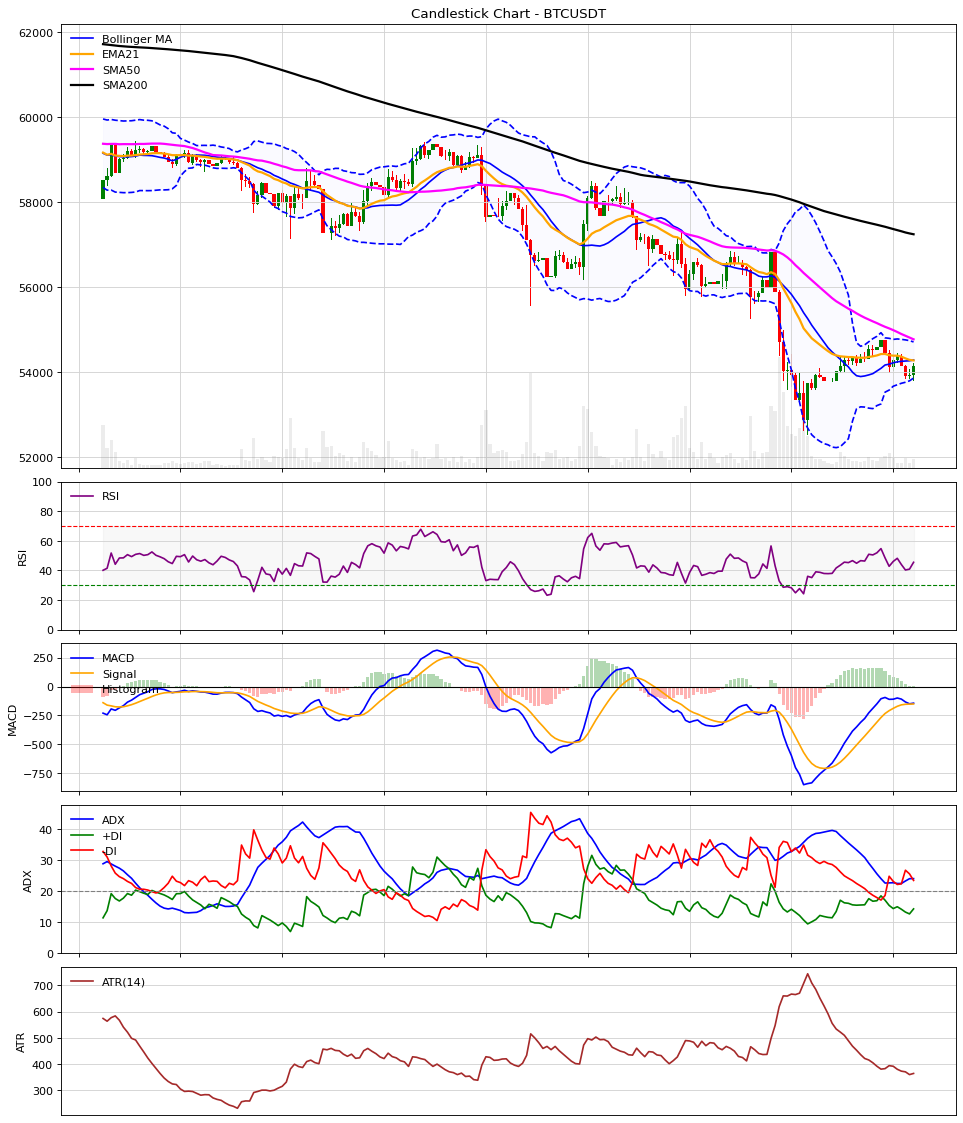 Candlestick Chart - BTCUSDT
62000
60000
58000
56000
54000
52000
Bollinger MA
EMA21
SMA50
SMA200
RSI
100
80
60
40
20
0
RSI
MACD
250
0
−250
−500
−750
MACD
Signal
Histogram
ADX
40
30
20
10
0
ADX
+DI
-DI
ATR
700
600
500
400
300
ATR(14)